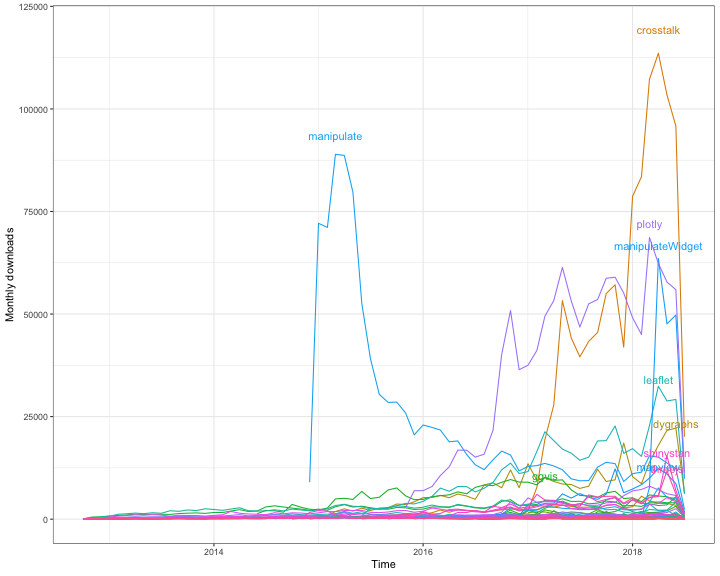 125000
crosstalk
100000
manipulate
75000
plotly
manipulateWidget
Monthly downloads
50000
leaflet
25000
dygraphs
shinystan
govis
0
2014
2016
2018
Time